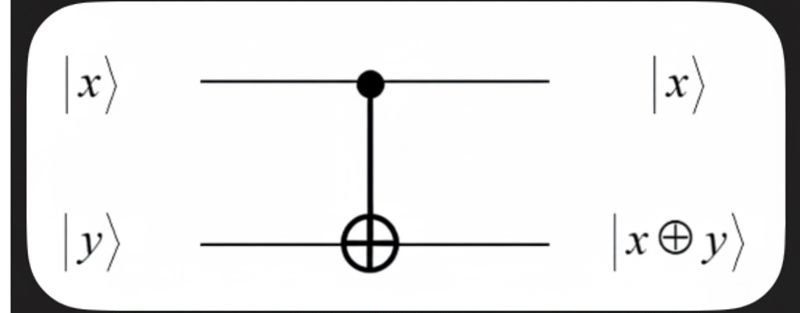 |x⟩ |x⟩
|y⟩ |x ⊕ y⟩